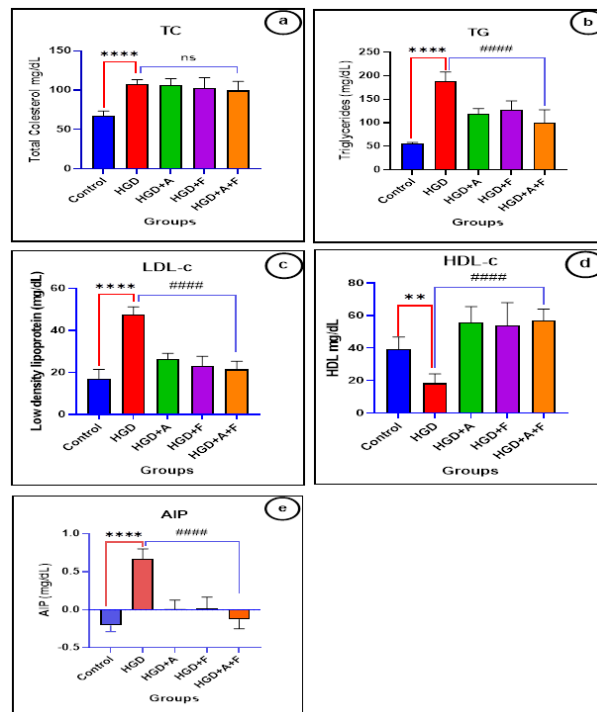 a
TC
Total Colesterol mg/dL
150
100
50
0
****
ns
Control
HGD
HGD+A
HGD+F
HGD+A+F
Groups
b
TG
Triglycerides (mg/dL)
250
200
150
100
50
0
****
####
Control
HGD
HGD+A
HGD+F
HGD+A+F
Groups
c
LDL-c
Low density lipoprotein (mg/dL)
60
40
20
0
****
####
Control
HGD
HGD+A
HGD+F
HGD+A+F
Groups
d
HDL-c
HDL mg/dL
80
60
40
20
0
**
####
Control
HGD
HGD+A
HGD+F
HGD+A+F
Groups
e
AIP
AIP (mg/dL)
1.0
0.5
0.0
-0.5
****
####
Control
HGD
HGD+A
HGD+F
HGD+A+F
Groups